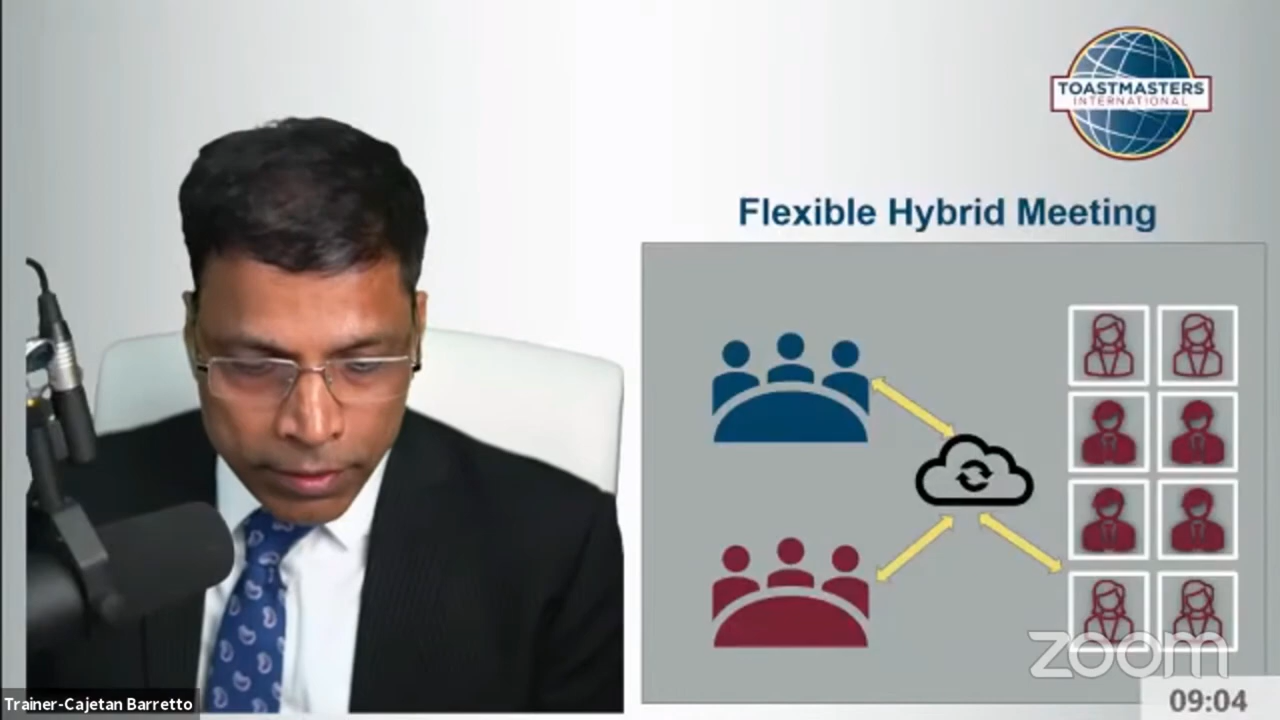 TOASTMASTERS
INTERNATIONAL
Flexible Hybrid Meeting
zoom
Trainer-Cajetan Barretto
09:04